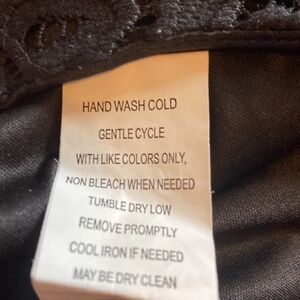 HAND WASH COLD
GENTLE CYCLE
WITH LIKE COLORS ONLY,
NON BLEACH WHEN NEEDED
TUMBLE DRY LOW
REMOVE PROMPTLY
COOL IRON IF NEEDED
MAY BE DRY CLEAN